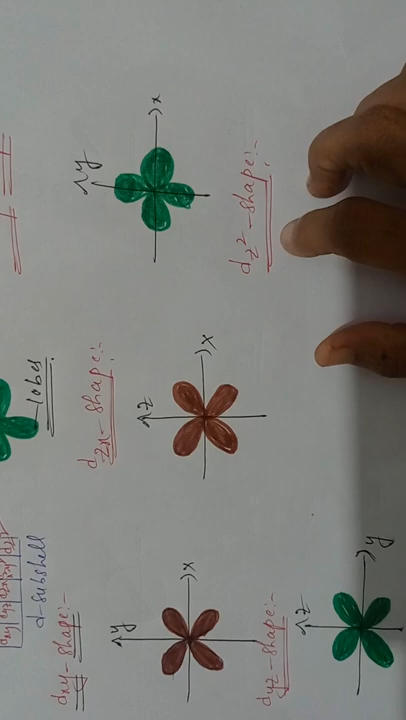 d-subshell
lobes
dxy-shape:-
dzx-shape:-
y
x
z
x
y
x
dyz-shape:-
dz²-shape:-
z
y